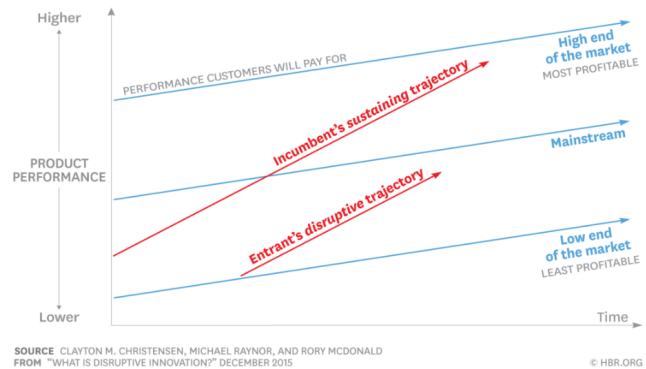 Higher
PERFORMANCE CUSTOMERS WILL PAY FOR
High end
of the market
MOST PROFITABLE
Incumbent's sustaining trajectory
Mainstream
PRODUCT
PERFORMANCE
Entrant's disruptive trajectory
Low end
of the market
LEAST PROFITABLE
Lower
Time
SOURCE CLAYTON M. CHRISTENSEN, MICHAEL RAYNOR, AND RORY MCDONALD
FROM "WHAT IS DISRUPTIVE INNOVATION?" DECEMBER 2015
© HBR.ORG